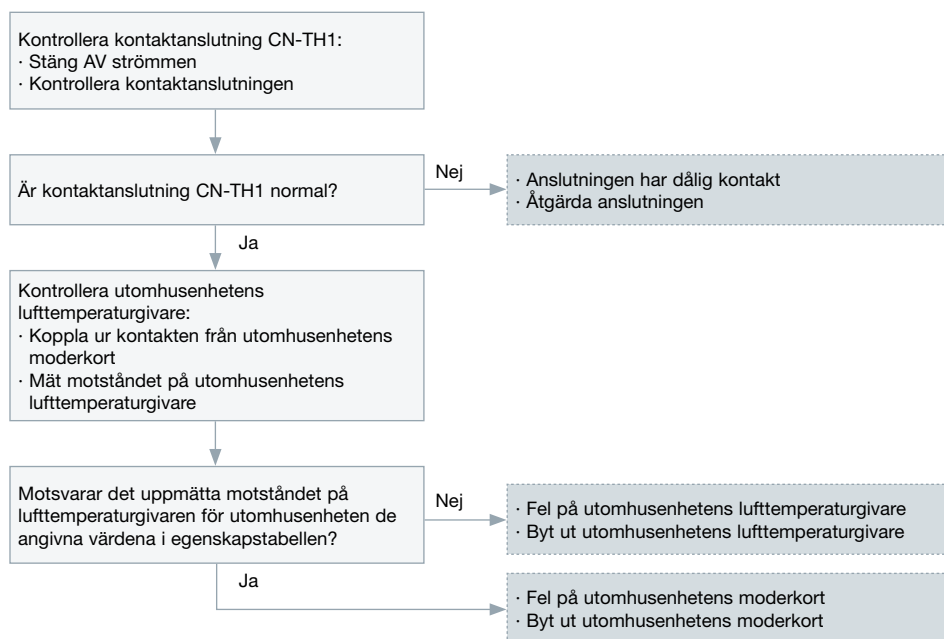 Kontrollera kontaktanslutning CN-TH1:
· Stäng AV strömmen
· Kontrollera kontaktanslutningen
Är kontaktanslutning CN-TH1 normal?
Nej
· Anslutningen har dålig kontakt
· Åtgärda anslutningen
Ja
Kontrollera utomhusenhetens
lufttemperaturgivare:
· Koppla ur kontakten från utomhusenhetens
moderkort
· Mät motståndet på utomhusenhetens
lufttemperaturgivare
Motsvarar det uppmätta motståndet på
lufttemperaturgivaren för utomhusenheten de
angivna värdena i egenskapstabellen?
Nej
· Fel på utomhusenhetens lufttemperaturgivare
· Byt ut utomhusenhetens lufttemperaturgivare
Ja
· Fel på utomhusenhetens moderkort
· Byt ut utomhusenhetens moderkort